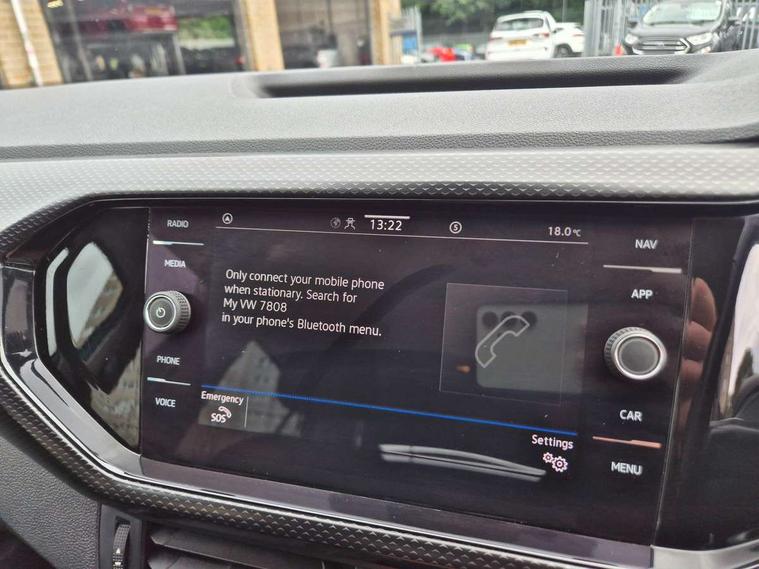 RADIO
MEDIA
PHONE
VOICE
13:22
S
18.0°C
Only connect your mobile phone
when stationary. Search for
My VW 7808
in your phone's Bluetooth menu.
Emergency
SOS
Settings
NAV
APP
CAR
MENU